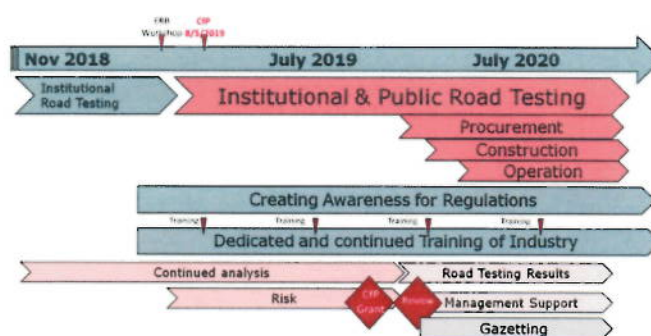 ERB CfP
Workshop 8/5/2019
Nov 2018 July 2019 July 2020
Institutional
Road Testing
Institutional & Public Road Testing
Procurement
Construction
Operation
Creating Awareness for Regulations
Training Training Training Training
Dedicated and continued Training of Industry
Continued analysis Road Testing Results
Risk CfP
Grant Review Management Support
Gazetting